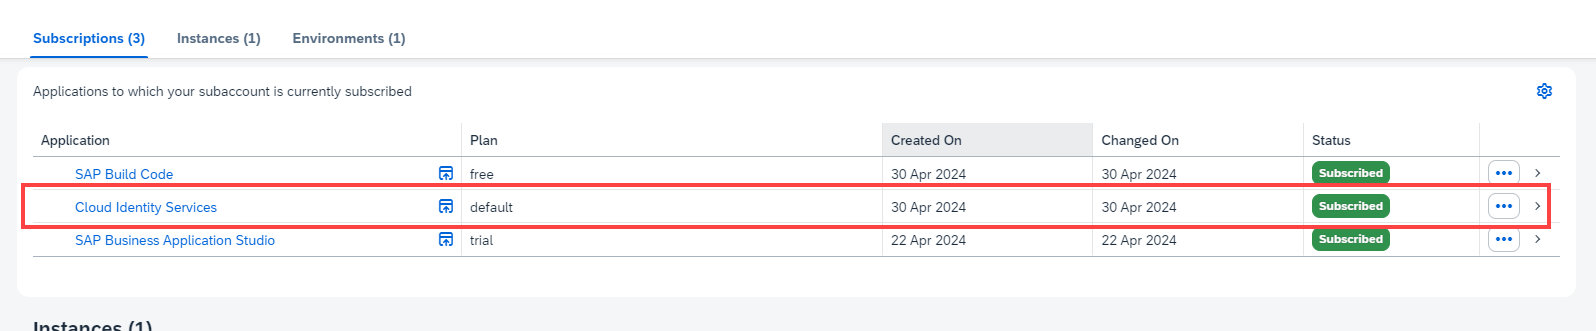 Subscriptions (3) Instances (1) Environments (1)
Applications to which your subaccount is currently subscribed
Application Plan Created On Changed On Status
SAP Build Code free 30 Apr 2024 30 Apr 2024 Subscribed
Cloud Identity Services default 30 Apr 2024 30 Apr 2024 Subscribed
SAP Business Application Studio trial 22 Apr 2024 22 Apr 2024 Subscribed
Instances (1)